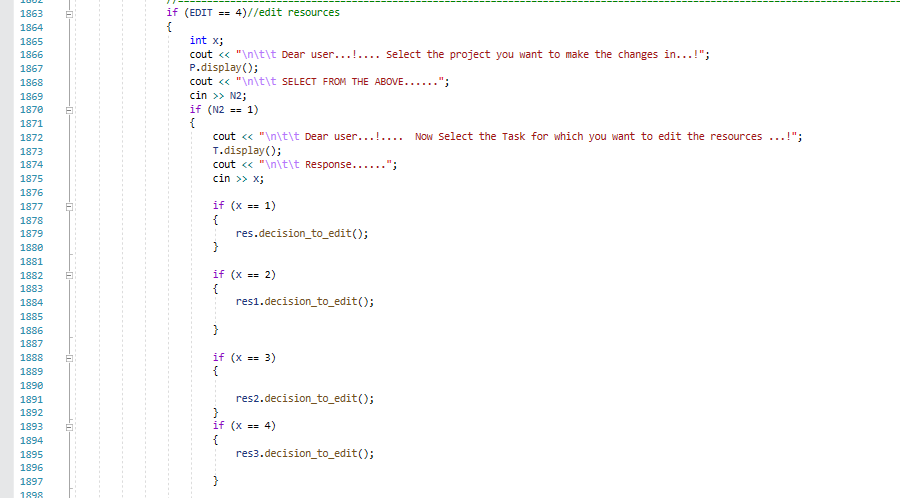 1862 //
1863 if (EDIT == 4)//edit resources
1864 {
1865 int x;
1866 cout << "\n\t\t Dear user...!.... Select the project you want to make the changes in...!";
1867 P.display();
1868 cout << "\n\t\t SELECT FROM THE ABOVE......";
1869 cin >> N2;
1870 if (N2 == 1)
1871 {
1872 cout << "\n\t\t Dear user...!....  Now Select the Task for which you want to edit the resources ...!";
1873 T.display();
1874 cout << "\n\t\t Response......";
1875 cin >> x;
1876
1877 if (x == 1)
1878 {
1879 res.decision_to_edit();
1880 }
1881
1882 if (x == 2)
1883 {
1884 res1.decision_to_edit();
1885
1886 }
1887
1888 if (x == 3)
1889 {
1890
1891 res2.decision_to_edit();
1892 }
1893 if (x == 4)
1894 {
1895 res3.decision_to_edit();
1896
1897 }
1898